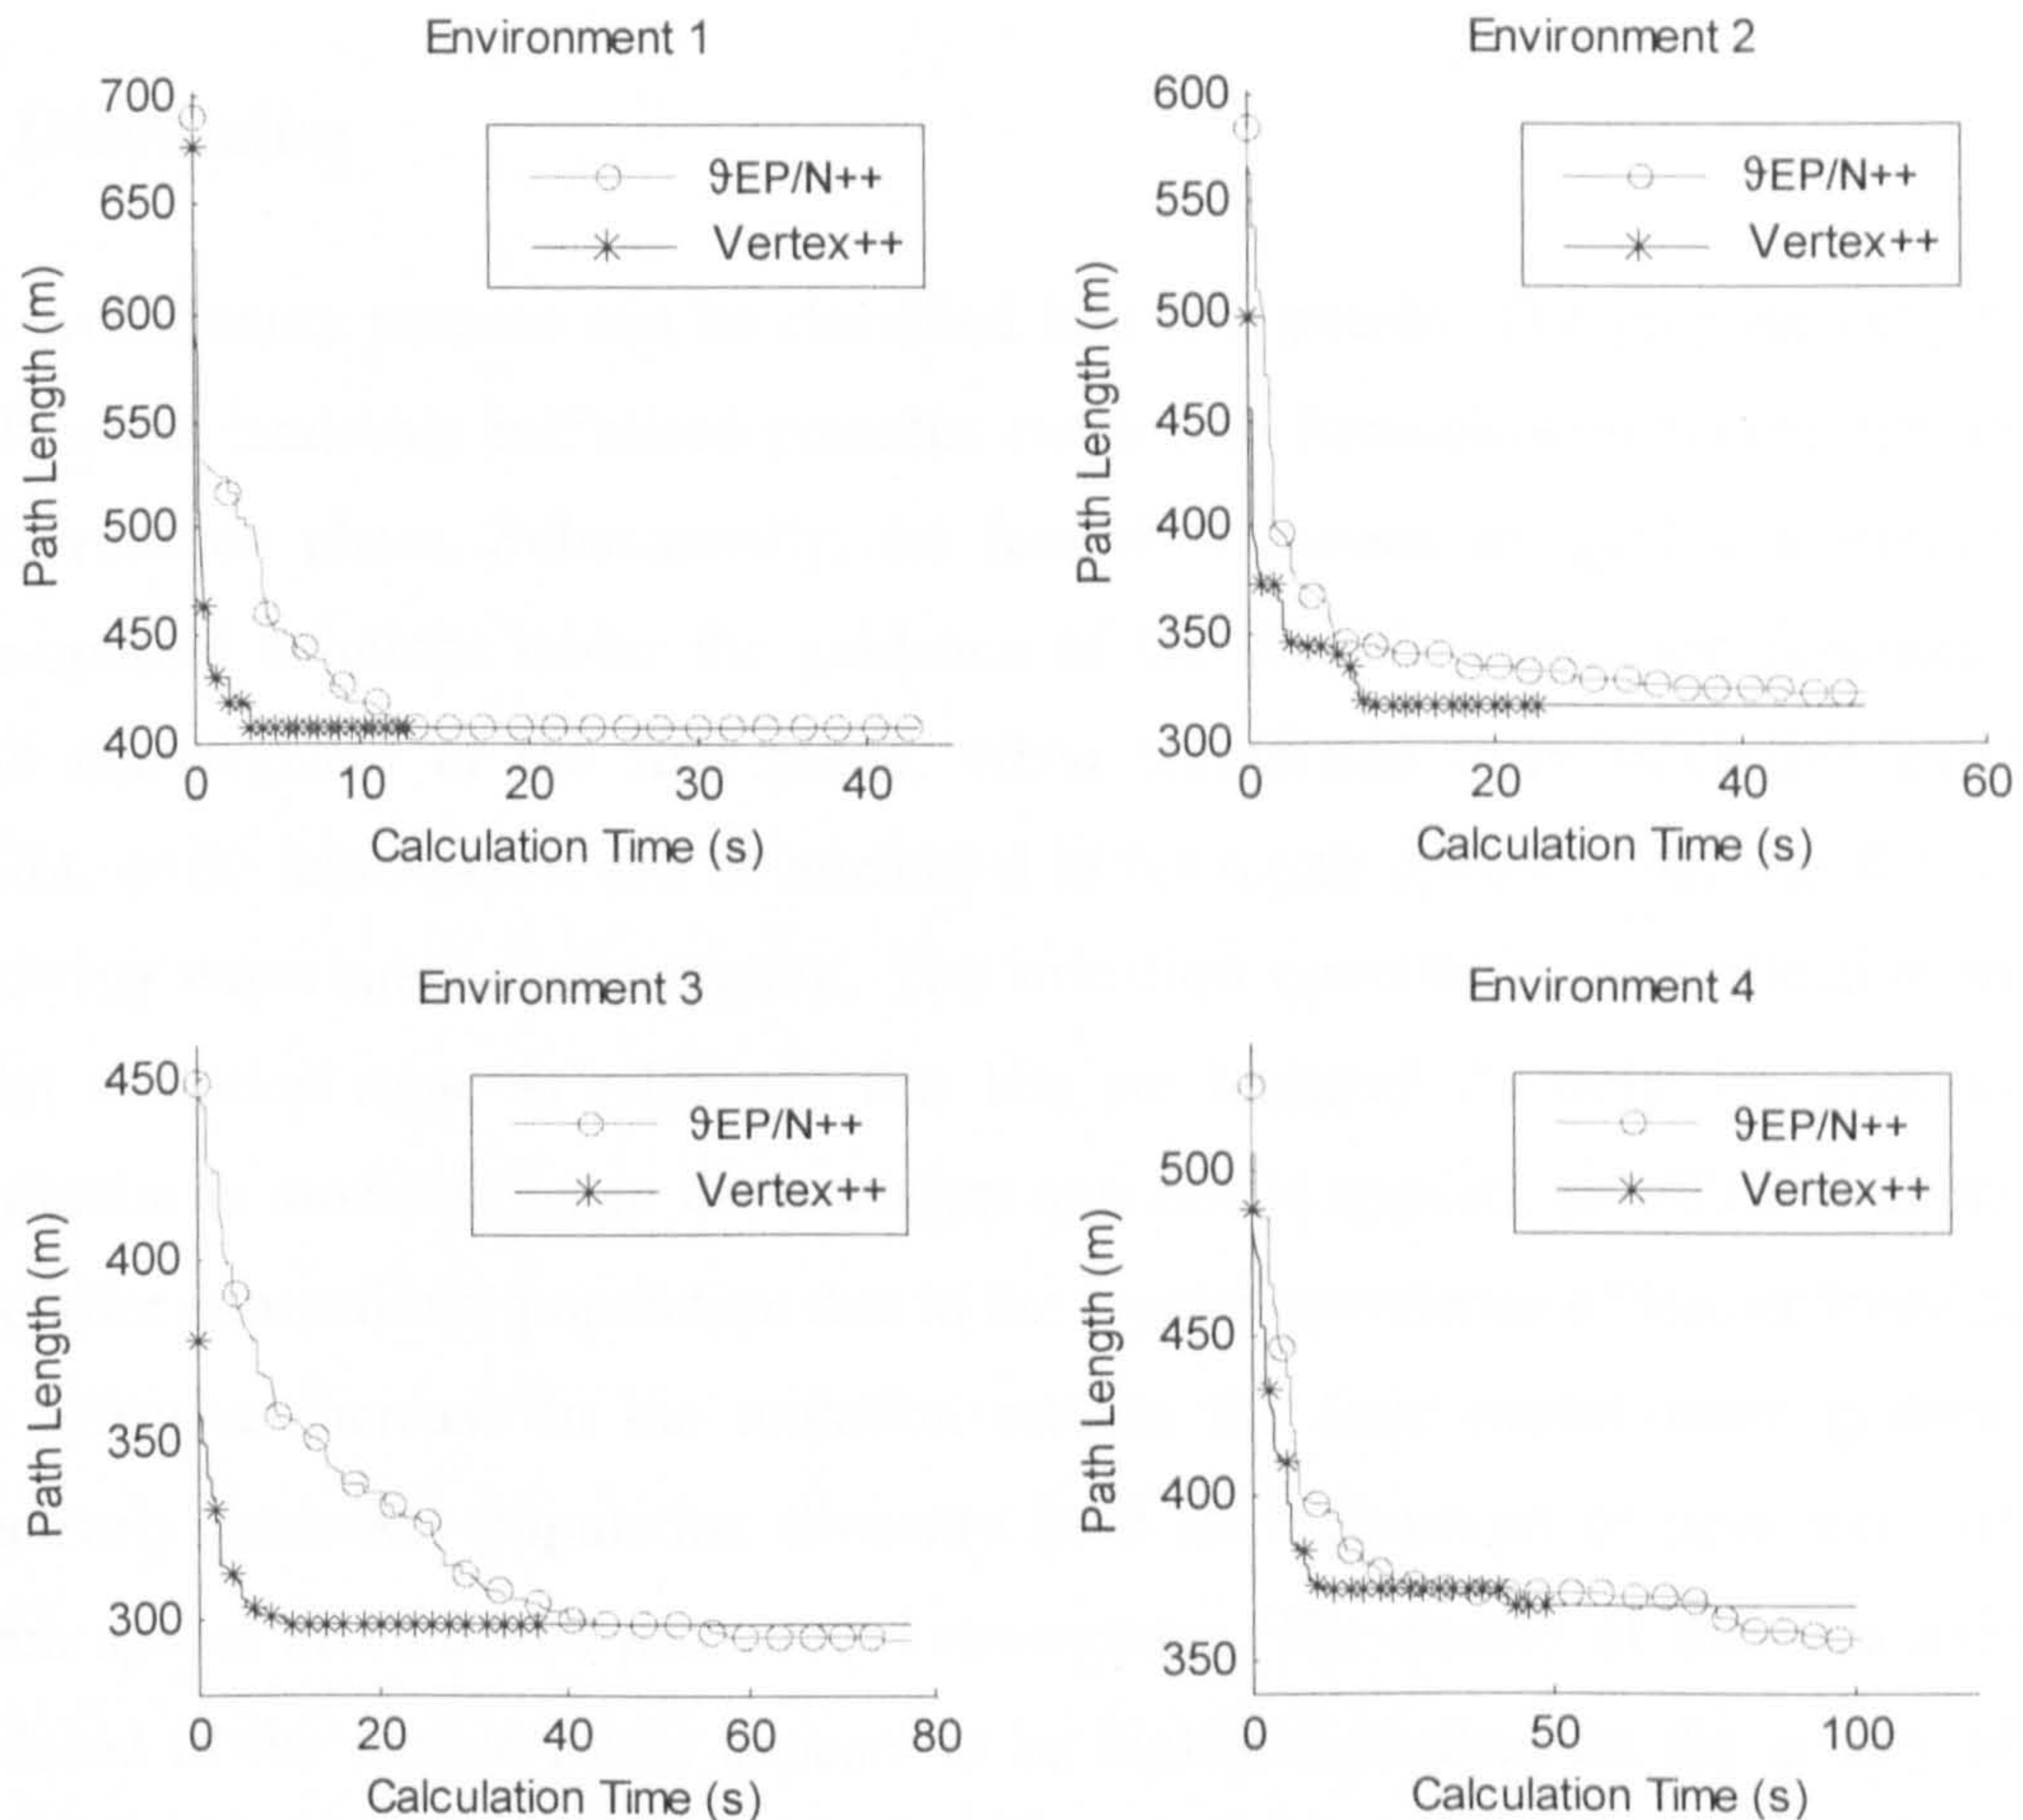 Environment 1
700
650
600
550
500
450
400
Path Length (m)
ϑEP/N++
Vertex++
0 10 20 30 40
Calculation Time (s)
Environment 2
600
550
500
450
400
350
300
Path Length (m)
ϑEP/N++
Vertex++
0 20 40 60
Calculation Time (s)
Environment 3
450
400
350
300
Path Length (m)
ϑEP/N++
Vertex++
0 20 40 60 80
Calculation Time (s)
Environment 4
500
450
400
350
Path Length (m)
ϑEP/N++
Vertex++
0 50 100
Calculation Time (s)